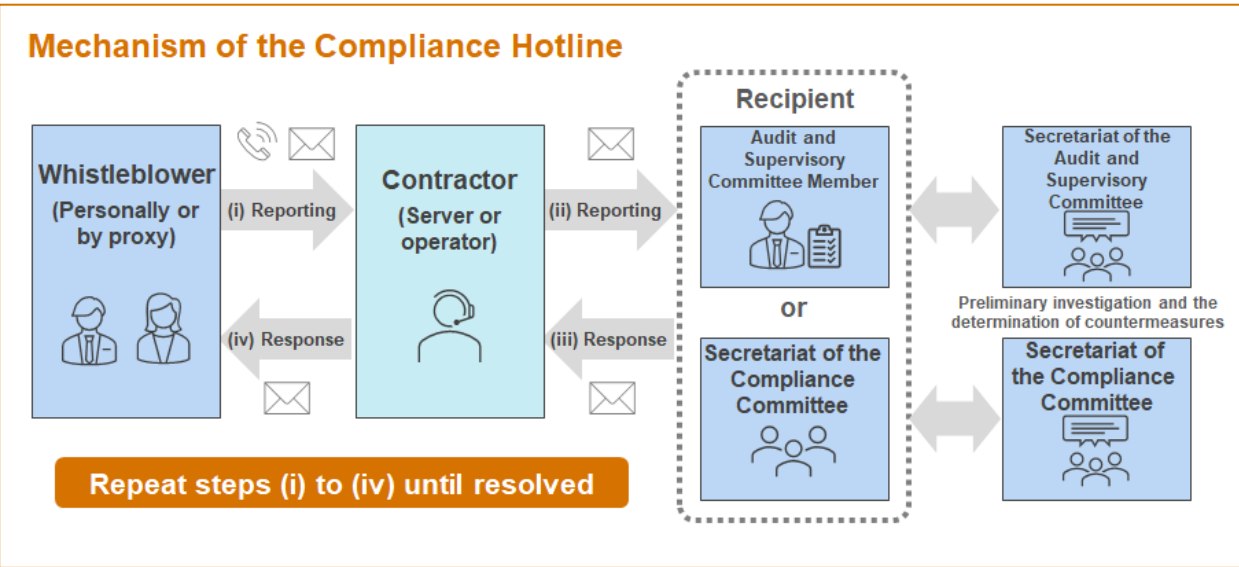 Mechanism of the Compliance Hotline
Whistleblower
(Personally or
by proxy)
(i) Reporting
(iv) Response
Contractor
(Server or
operator)
(ii) Reporting
(iii) Response
Recipient
Audit and
Supervisory
Committee Member
or
Secretariat of the
Compliance
Committee
Secretariat of the
Audit and
Supervisory
Committee
Preliminary investigation and the
determination of countermeasures
Secretariat of
the Compliance
Committee
Repeat steps (i) to (iv) until resolved